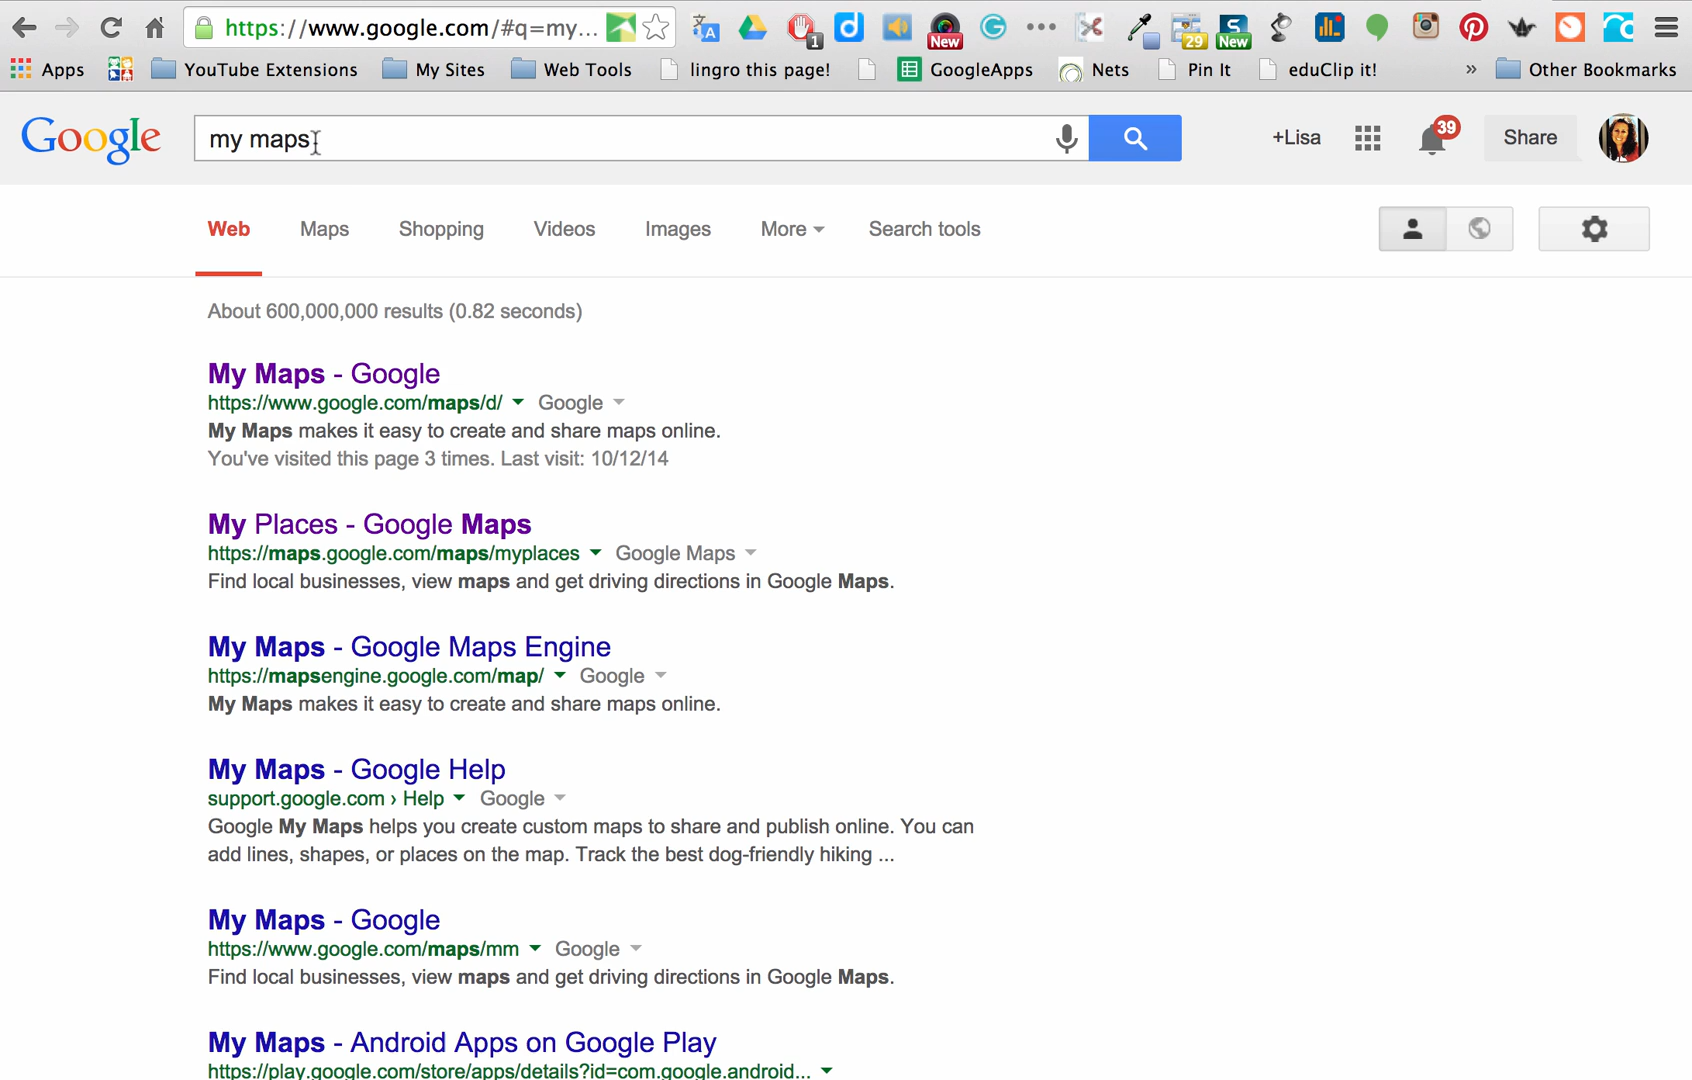 https://www.google.com/#q=my...
1
New
29
New
Apps
YouTube Extensions
My Sites
Web Tools
lingro this page!
GoogleApps
Nets
Pin It
eduClip it!
»
Other Bookmarks
Google
my maps
+Lisa
39
Share
Web
Maps
Shopping
Videos
Images
More
Search tools
About 600,000,000 results (0.82 seconds)
My Maps - Google
https://www.google.com/maps/d/ Google
My Maps makes it easy to create and share maps online.
You've visited this page 3 times. Last visit: 10/12/14
My Places - Google Maps
https://maps.google.com/maps/myplaces Google Maps
Find local businesses, view maps and get driving directions in Google Maps.
My Maps - Google Maps Engine
https://mapsengine.google.com/map/ Google
My Maps makes it easy to create and share maps online.
My Maps - Google Help
support.google.com › Help Google
Google My Maps helps you create custom maps to share and publish online. You can
add lines, shapes, or places on the map. Track the best dog-friendly hiking ...
My Maps - Google
https://www.google.com/maps/mm Google
Find local businesses, view maps and get driving directions in Google Maps.
My Maps - Android Apps on Google Play
https://play.google.com/store/apps/details?id=com.google.android...